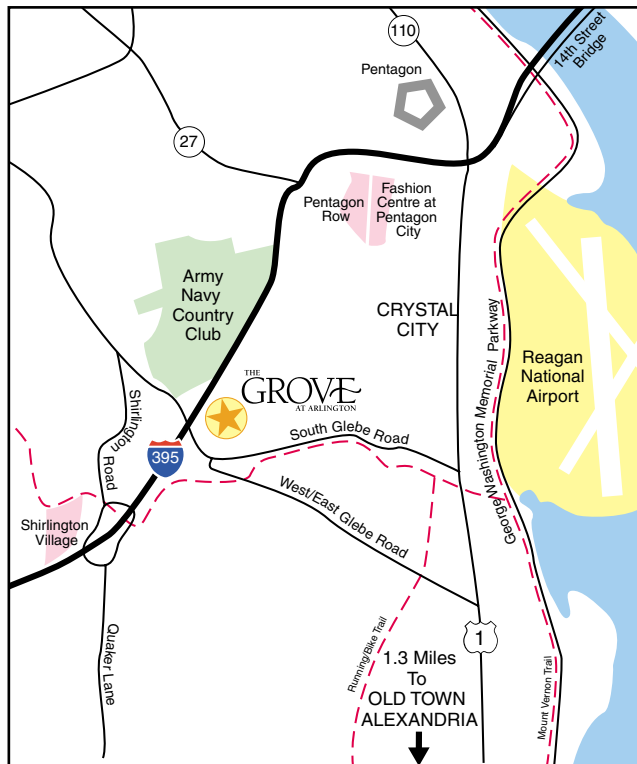 110
14th Street
Bridge
Pentagon
27
Pentagon
Row
Fashion
Centre at
Pentagon
City
Army
Navy
Country
Club
CRYSTAL
CITY
George Washington Memorial Parkway
Reagan
National
Airport
THE
GROVE
AT ARLINGTON
Shirlington
Road
South Glebe Road
395
West/East Glebe Road
Shirlington
Village
Quaker Lane
Running/Bike Trail
1
1.3 Miles
To
OLD TOWN
ALEXANDRIA
Mount Vernon Trail